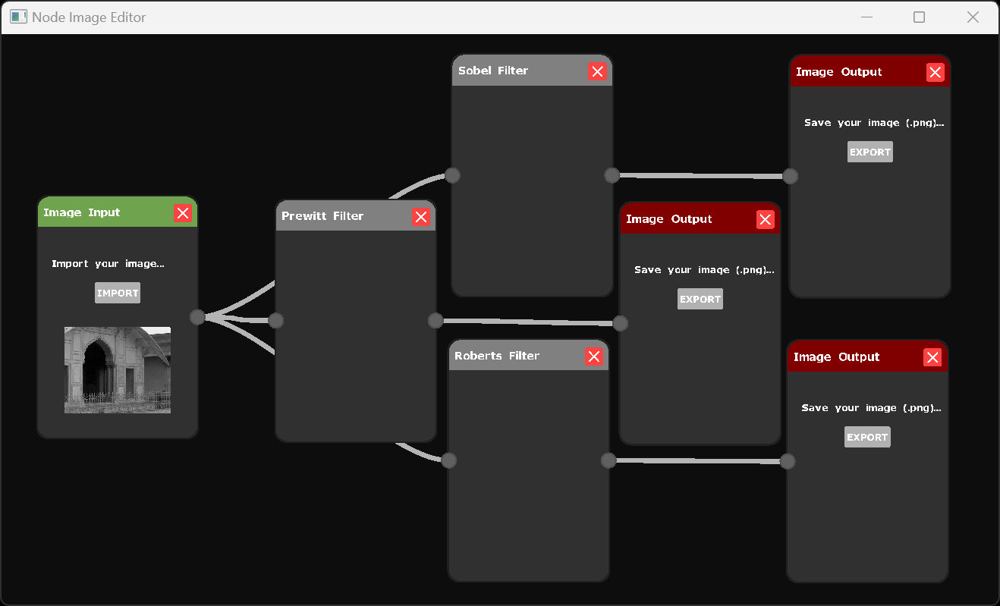 Node Image Editor
Image Input
Import your image...
IMPORT
Prewitt Filter
Sobel Filter
Roberts Filter
Image Output
Save your image (.png)...
EXPORT
Image Output
Save your image (.png)...
EXPORT
Image Output
Save your image (.png)...
EXPORT